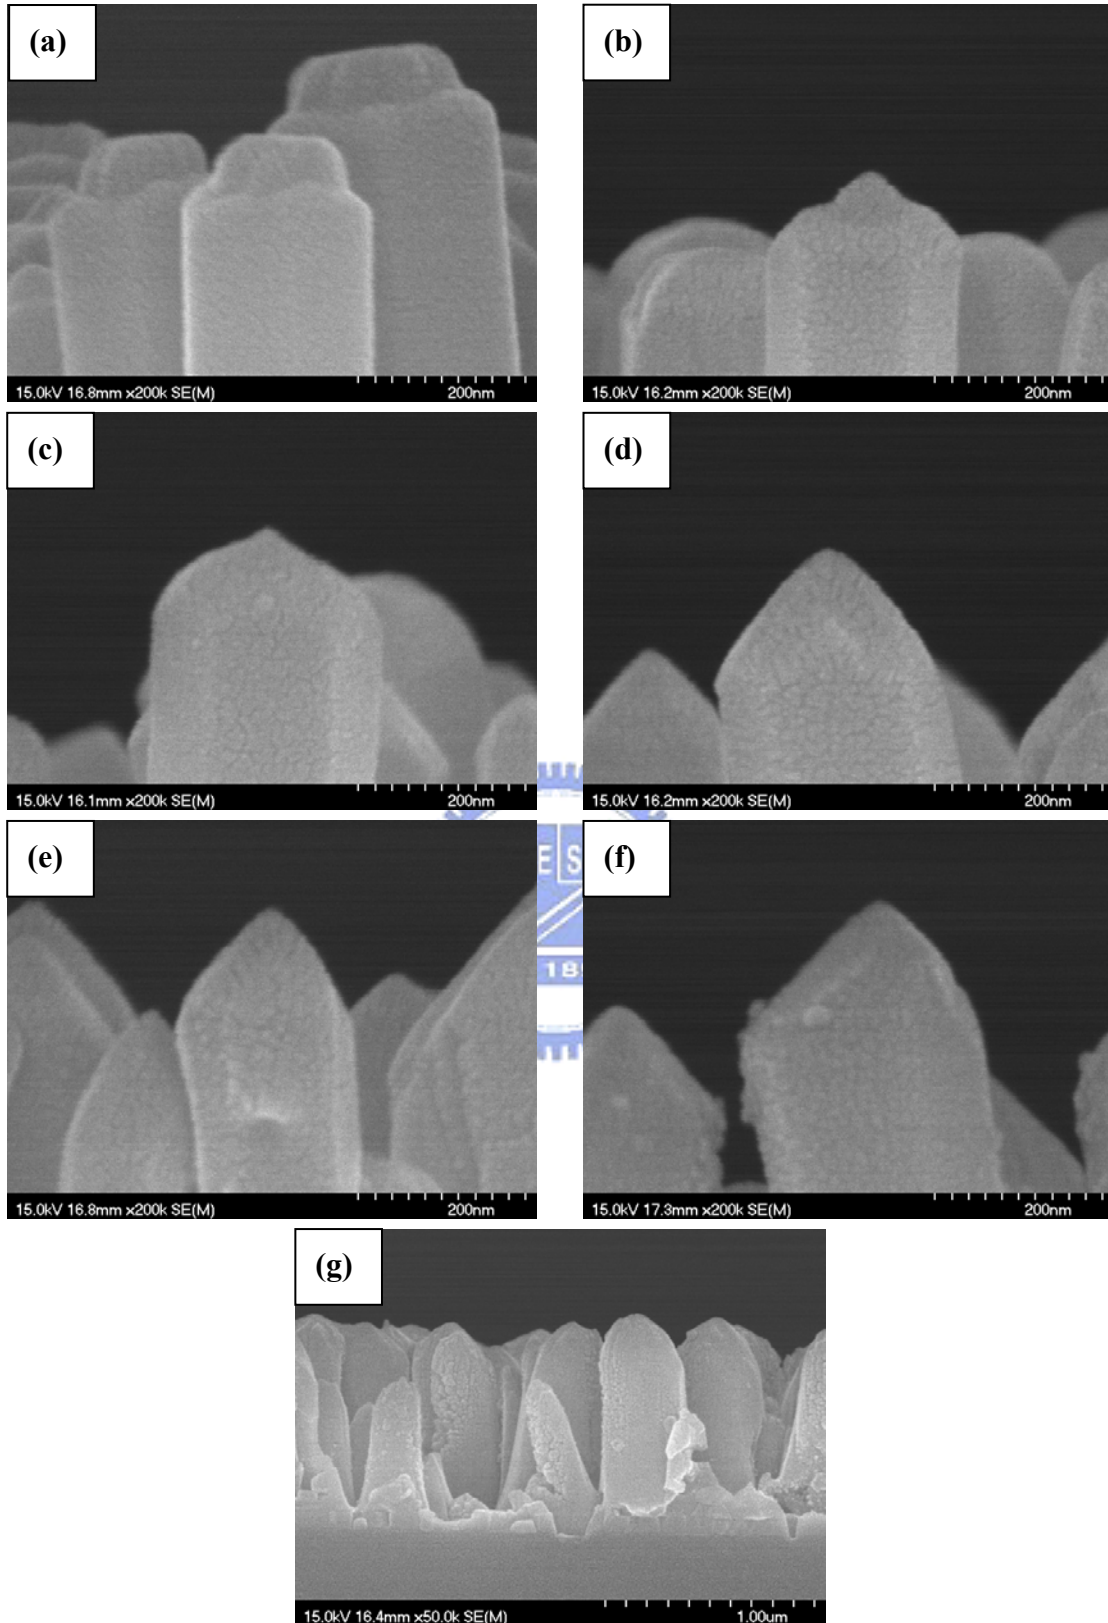 (a)
(b)
15.0kV 16.8mm x200k SE(M) 200nm
15.0kV 16.2mm x200k SE(M) 200nm
(c)
(d)
15.0kV 16.1mm x200k SE(M) 200nm
15.0kV 16.2mm x200k SE(M) 200nm
(e)
(f)
E S
18
15.0kV 16.8mm x200k SE(M) 200nm
15.0kV 17.3mm x200k SE(M) 200nm
(g)
15.0kV 16.4mm x50.0k SE(M) 1.00um